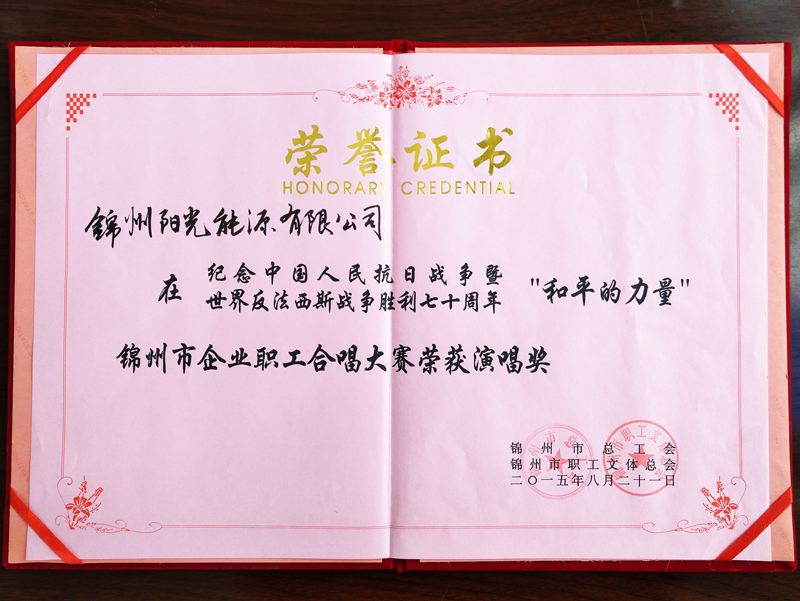 荣誉证书
HONORARY CREDENTIAL
錦州阳光能源有限公司
在 纪念中国人民抗日战争暨
世界反法西斯战争胜利七十周年 "和平的力量"
锦州市企业职工合唱大赛荣获演唱奖
锦州市总工会
锦州市职工文体总会
二〇一五年八月二十一日